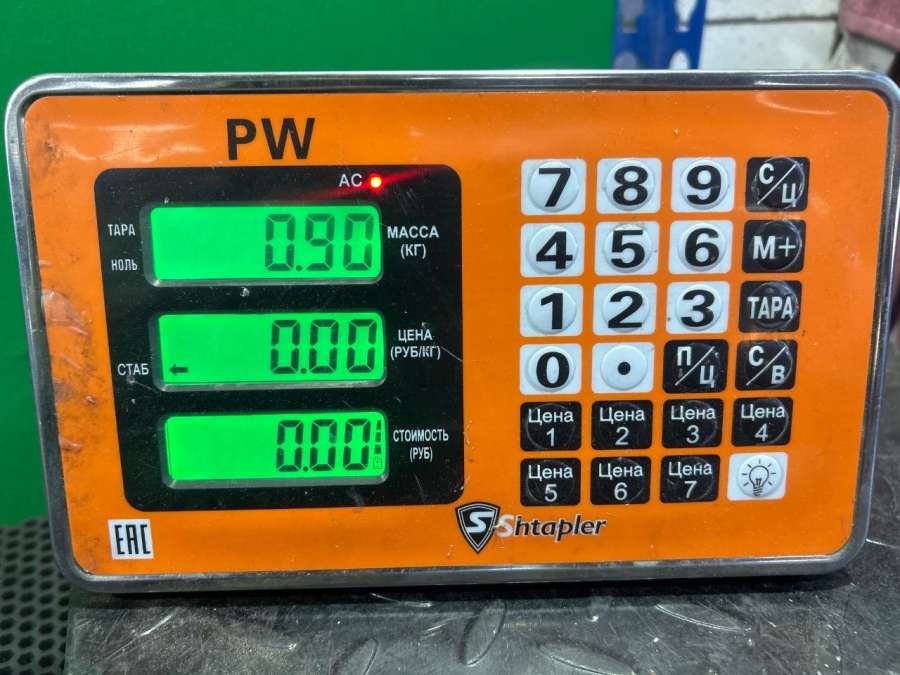 PW
AC
ТАРА
НОЛЬ
0.90
МАССА
(КГ)
СТАБ
0.00
ЦЕНА
(РУБ/КГ)
0.00
СТОИМОСТЬ
(РУБ)
7 8 9 С/Ц
4 5 6 М+
1 2 3 ТАРА
0 • П/Ц С/В
Цена 1
Цена 2
Цена 3
Цена 4
Цена 5
Цена 6
Цена 7
EAC
S Shtapler